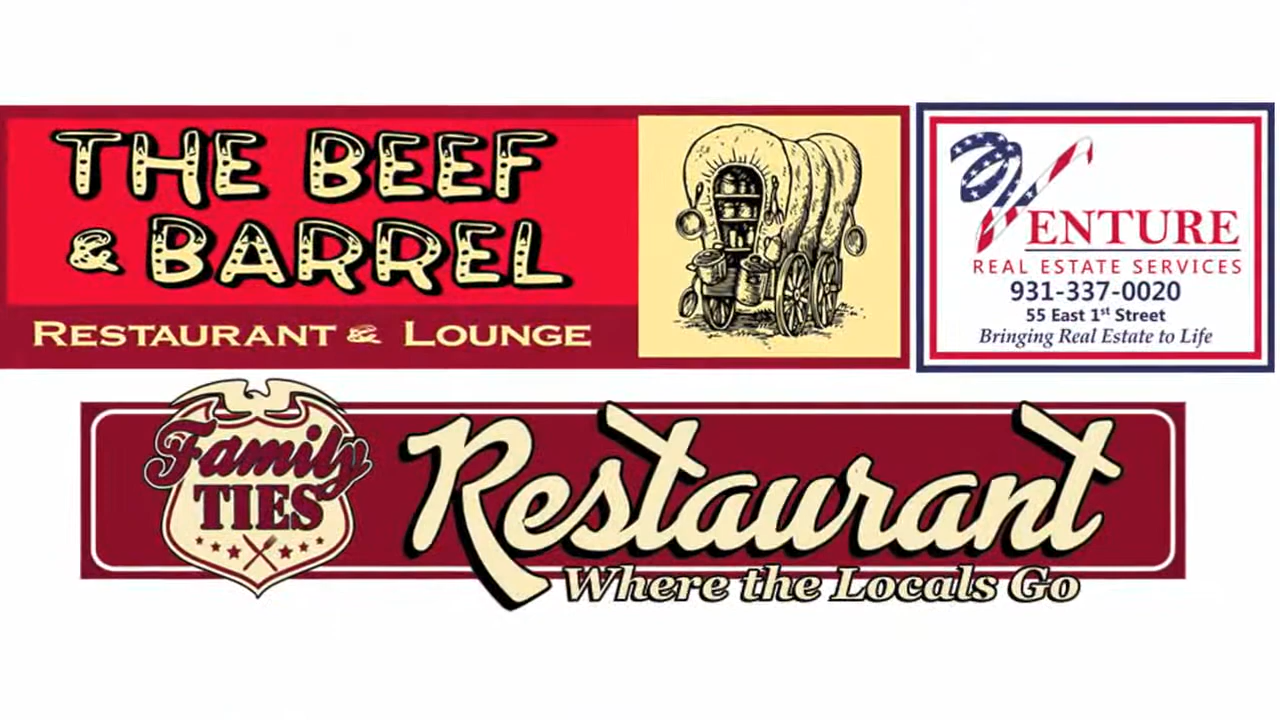 THE BEEF
& BARREL
RESTAURANT & LOUNGE
VENTURE
REAL ESTATE SERVICES
931-337-0020
55 East 1st Street
Bringing Real Estate to Life
Family
TIES
Restaurant
Where the Locals Go